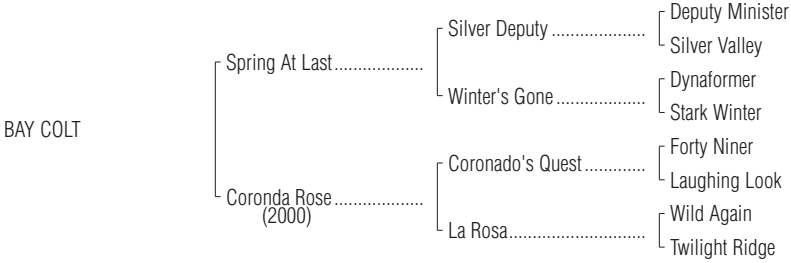 Deputy Minister
Silver Deputy ....................
Silver Valley
Spring At Last...................
Dynaformer
Winter's Gone ...................
Stark Winter
BAY COLT
Forty Niner
Coronado's Quest.............
Laughing Look
Coronda Rose ...................
(2000)
Wild Again
La Rosa.............................
Twilight Ridge